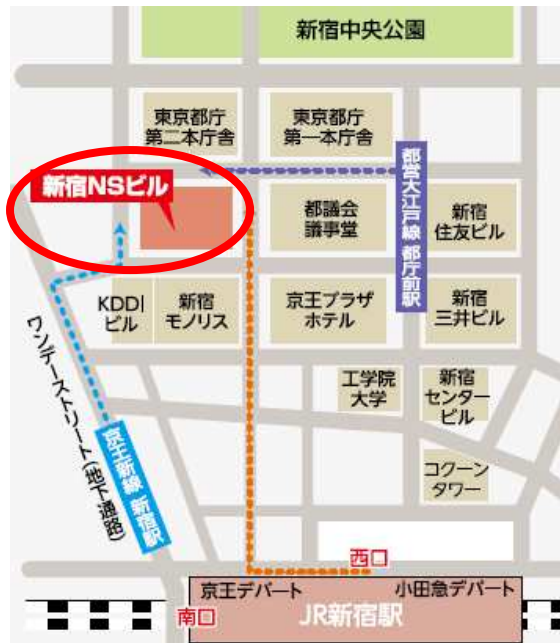 新宿中央公園
東京都庁
第二本庁舎
東京都庁
第一本庁舎
新宿NSビル
都営大江戸線 都庁前駅
都議会
議事堂
新宿
住友ビル
KDDI
ビル
新宿
モノリス
京王プラザ
ホテル
新宿
三井ビル
ワンデーストリート(地下通路)
京王新線 新宿駅
工学院
大学
新宿
センター
ビル
コクーン
タワー
西口
京王デパート
小田急デパート
南口
JR新宿駅